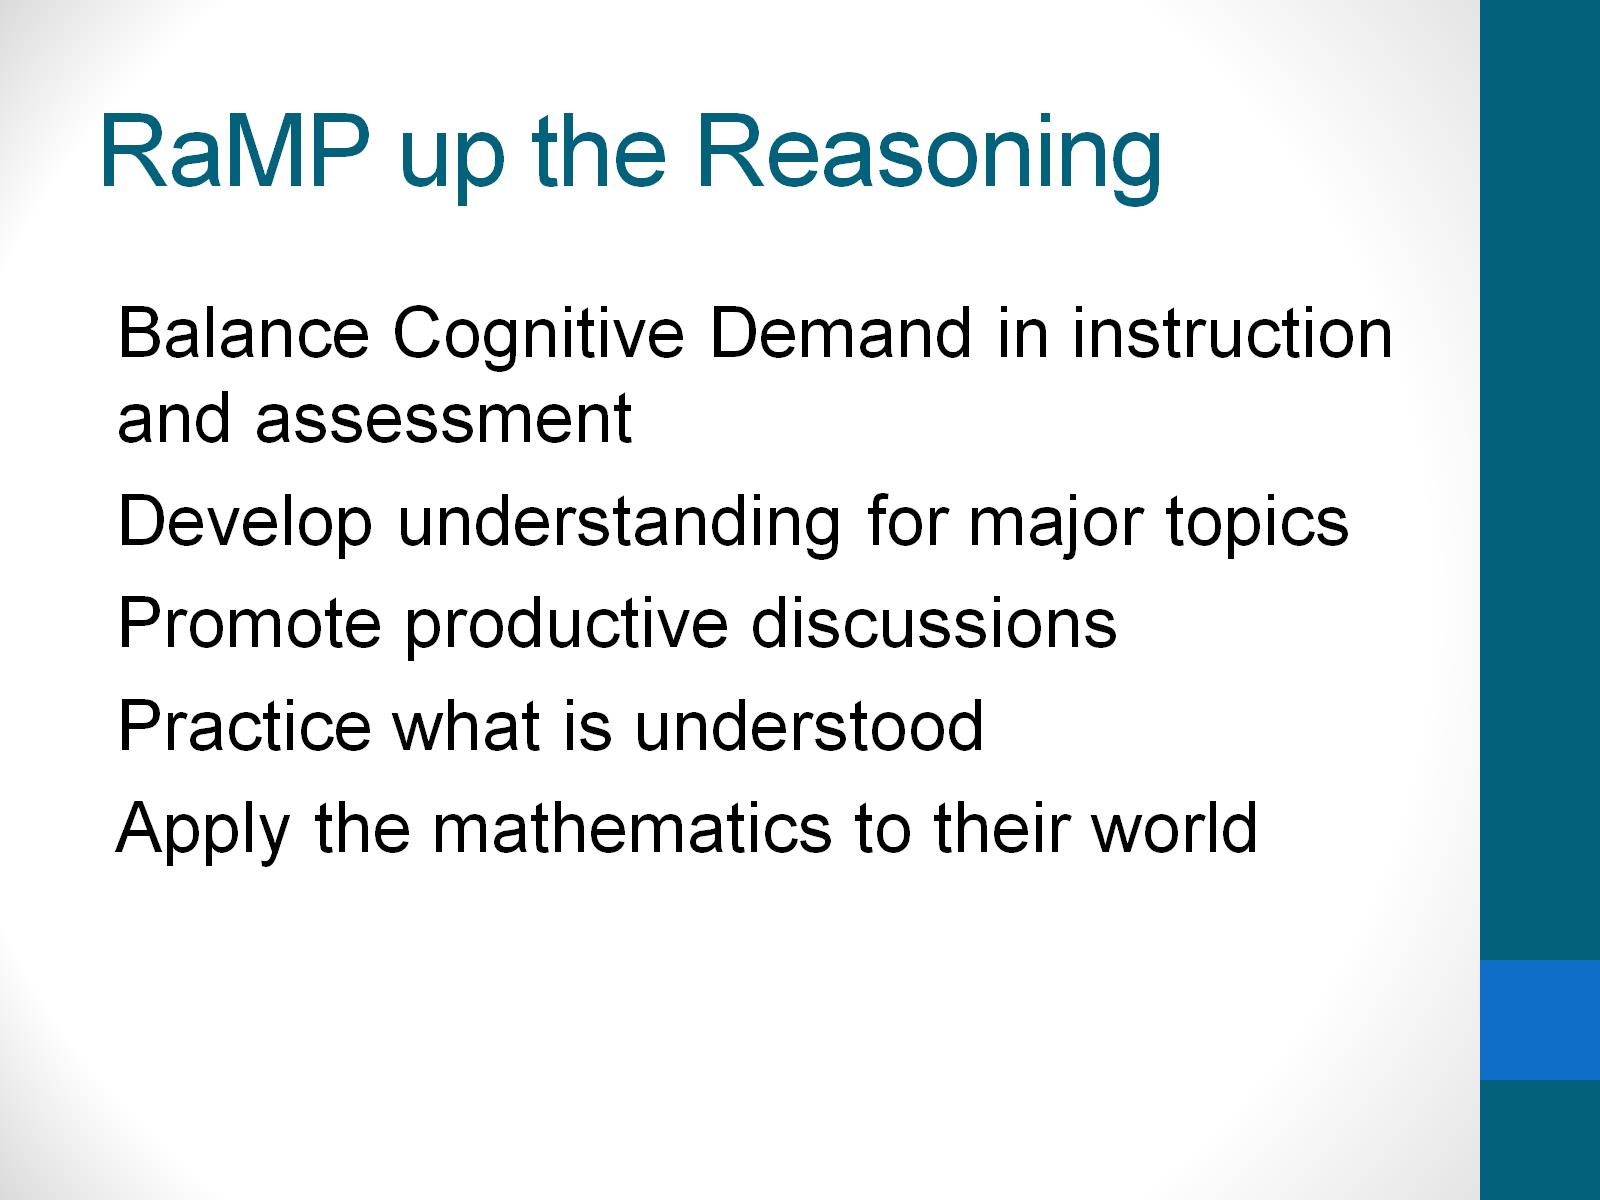 RaMP up the Reasoning
Balance Cognitive Demand in instruction
and assessment
Develop understanding for major topics
Promote productive discussions
Practice what is understood
Apply the mathematics to their world